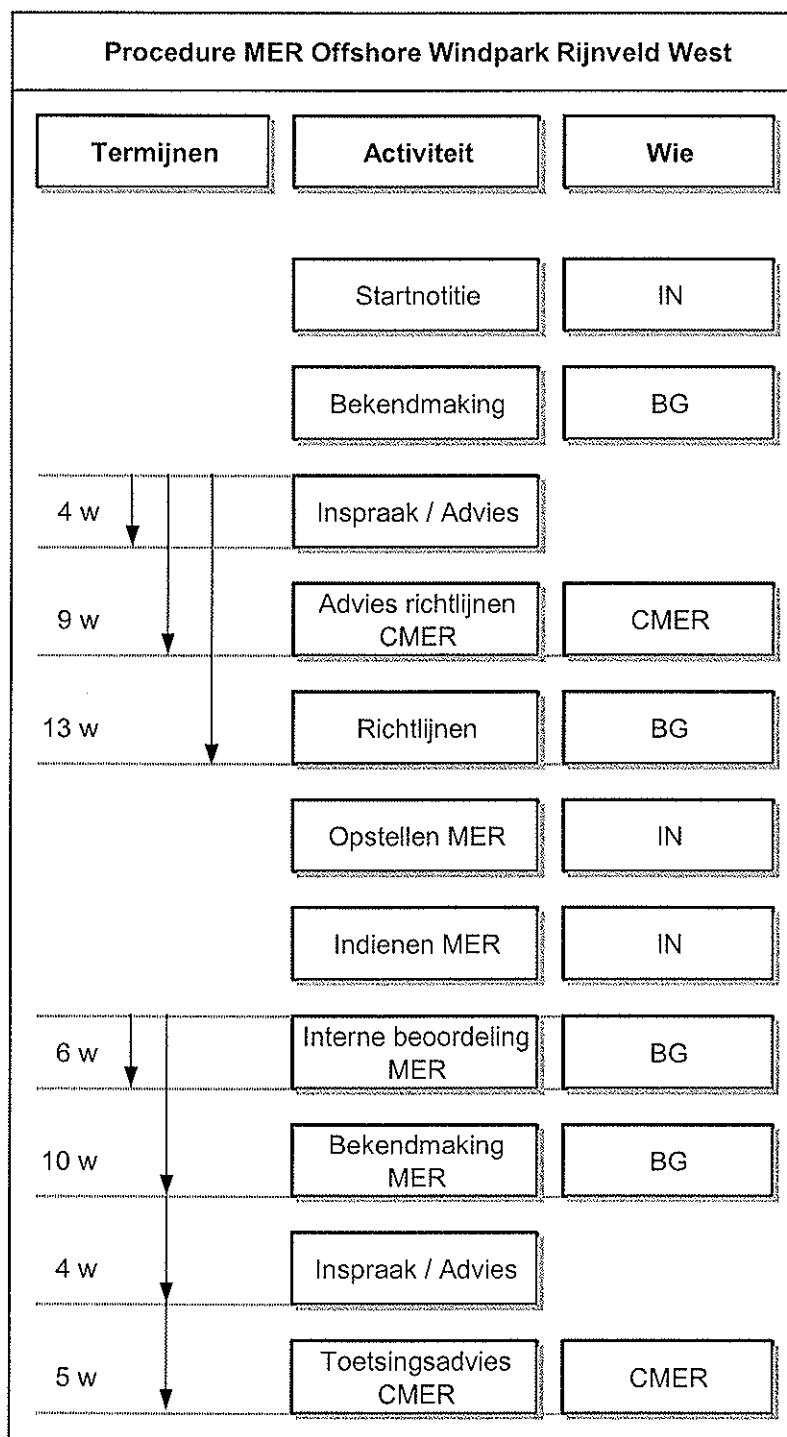 Procedure MER Offshore Windpark Rijnveld West
Termijnen
Activiteit
Wie
Startnotitie
IN
Bekendmaking
BG
4 w
Inspraak / Advies
9 w
Advies richtlijnen
CMER
CMER
13 w
Richtlijnen
BG
Opstellen MER
IN
Indienen MER
IN
6 w
Interne beoordeling
MER
BG
10 w
Bekendmaking
MER
BG
4 w
Inspraak / Advies
5 w
Toetsingsadvies
CMER
CMER